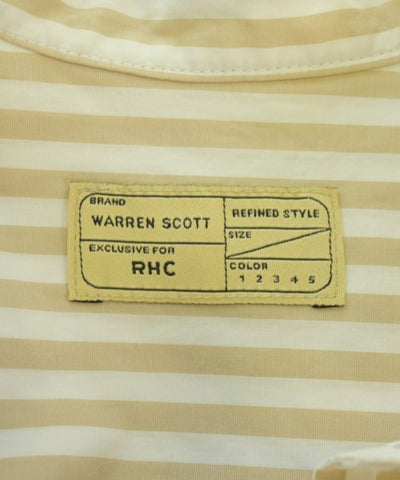 BRAND
WARREN SCOTT
EXCLUSIVE FOR
RHC
REFINED STYLE
SIZE
COLOR
1 2 3 4 5